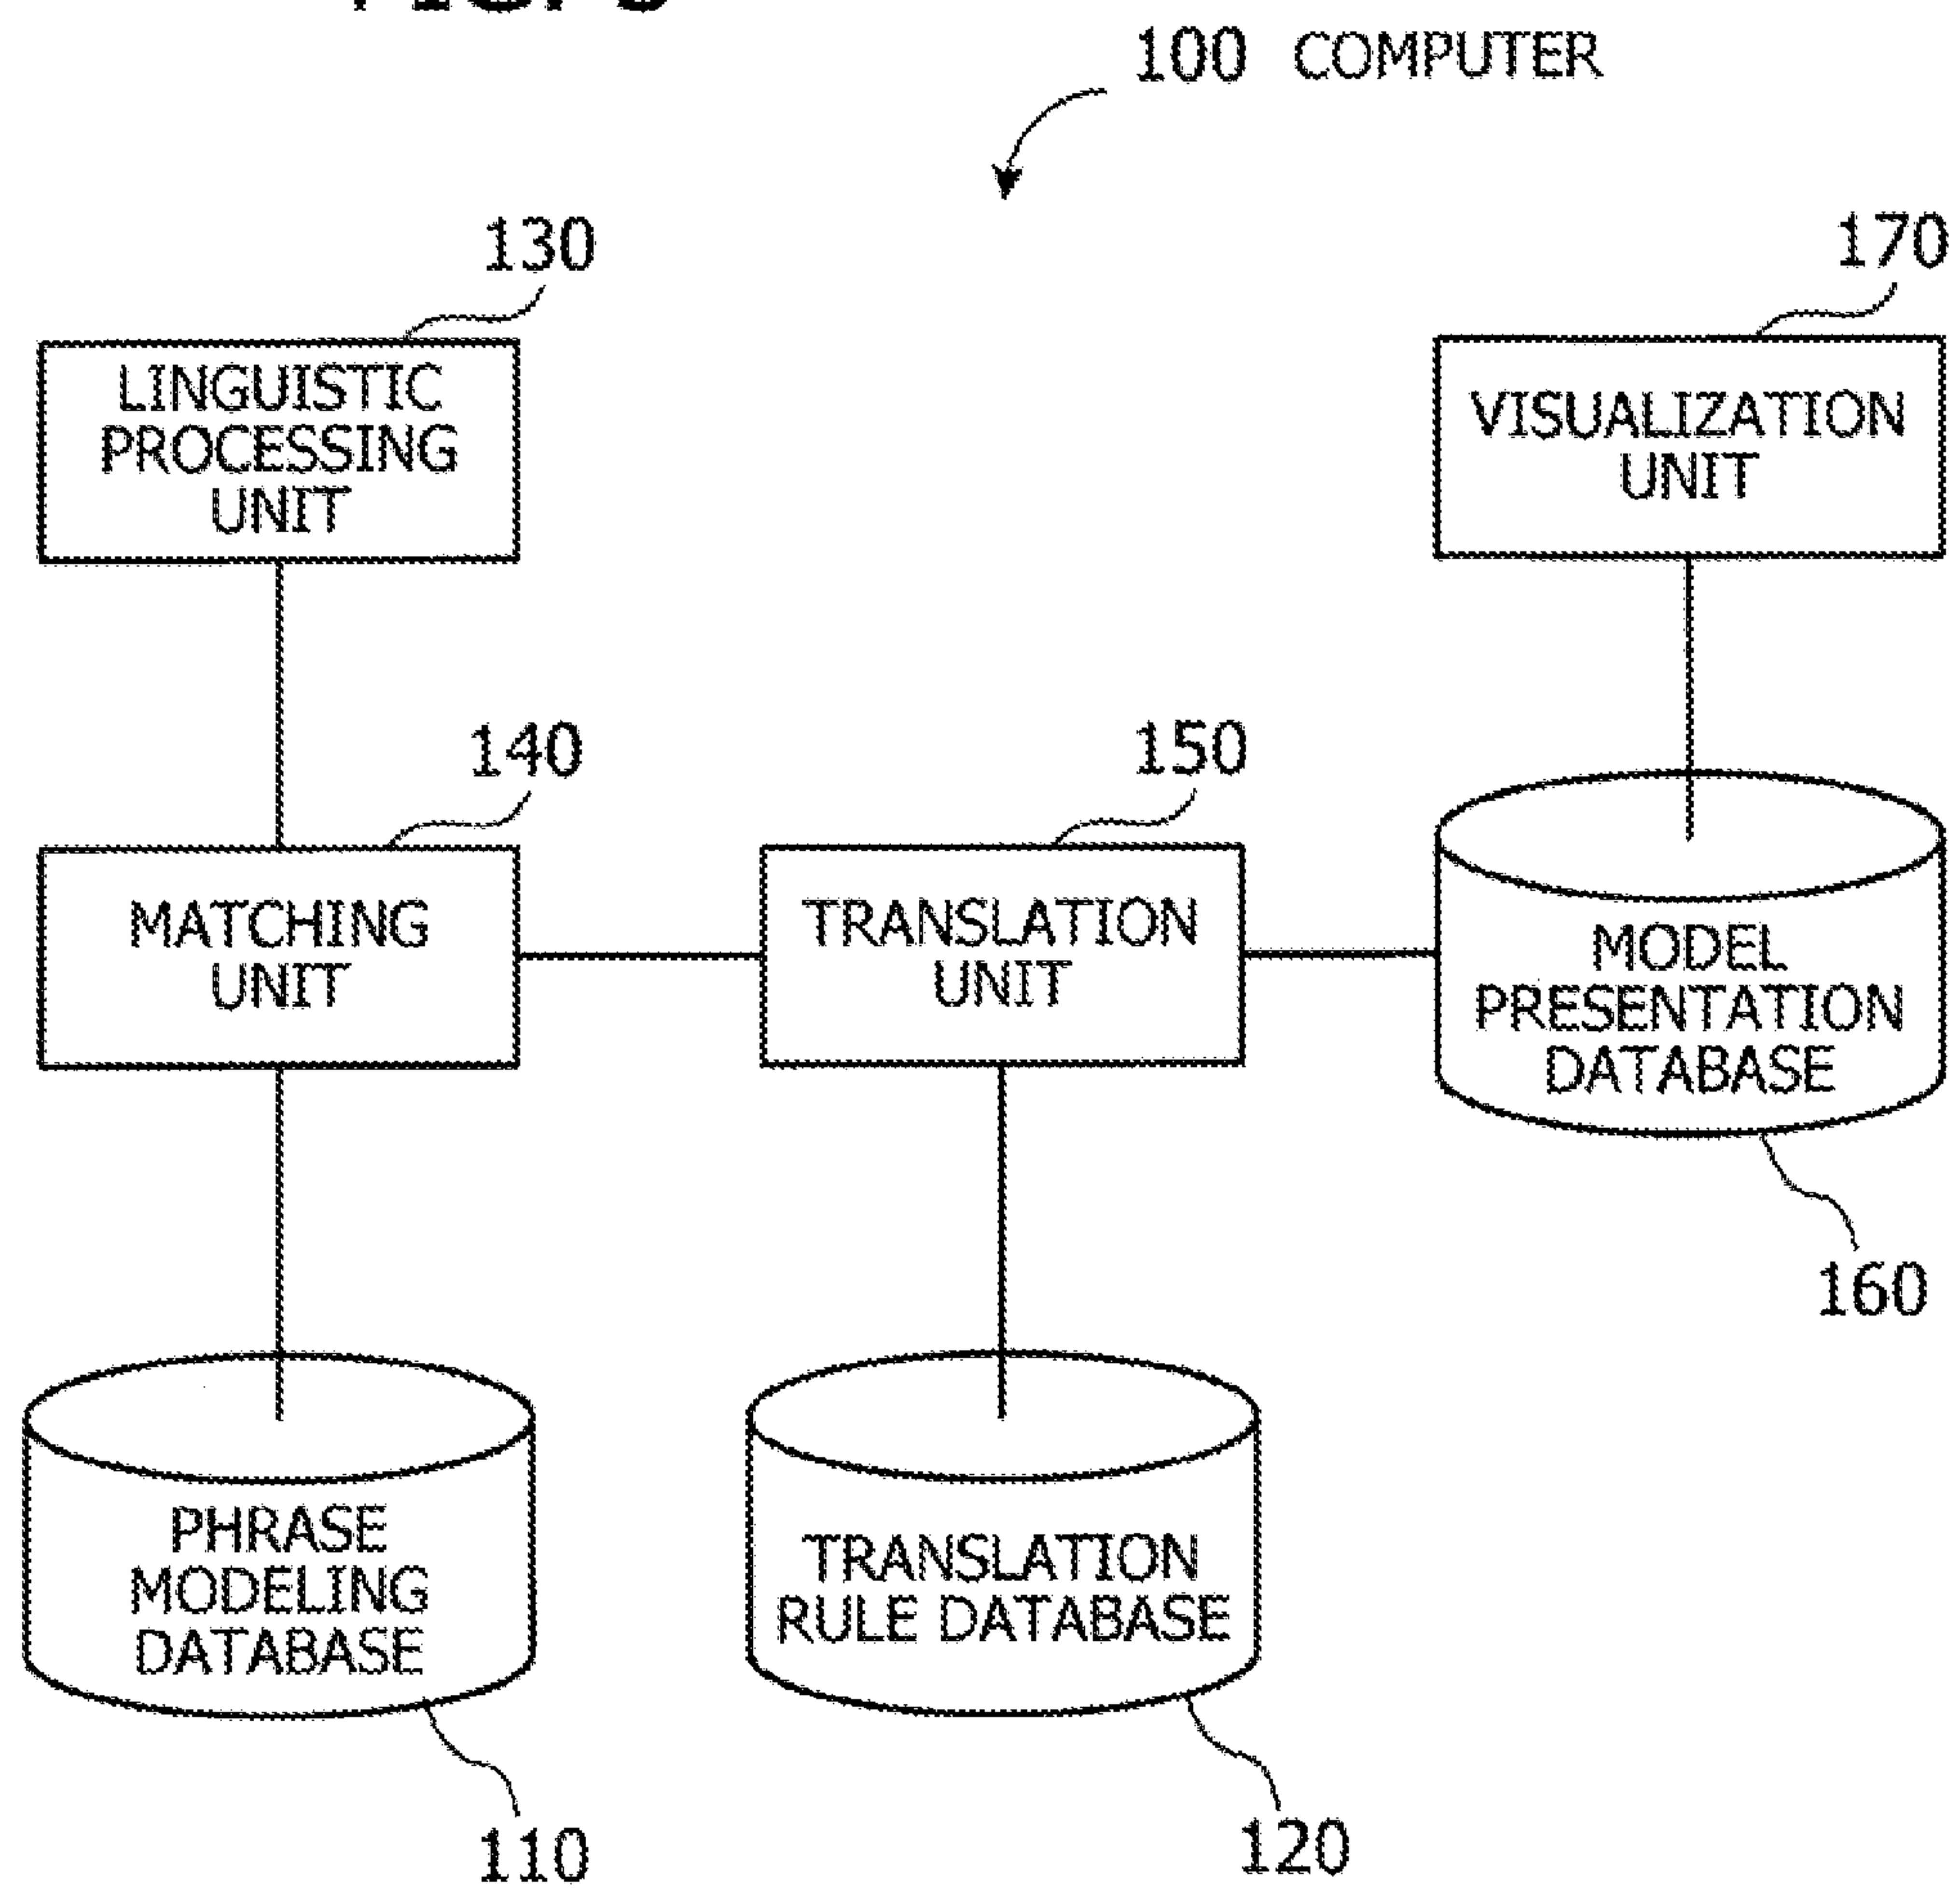 100 COMPUTER
130
170
LINGUISTIC
PROCESSING
UNIT
VISUALIZATION
UNIT
140
150
MATCHING
UNIT
TRANSLATION
UNIT
MODEL
PRESENTATION
DATABASE
160
PHRASE
MODELING
DATABASE
TRANSLATION
RULE DATABASE
110
120